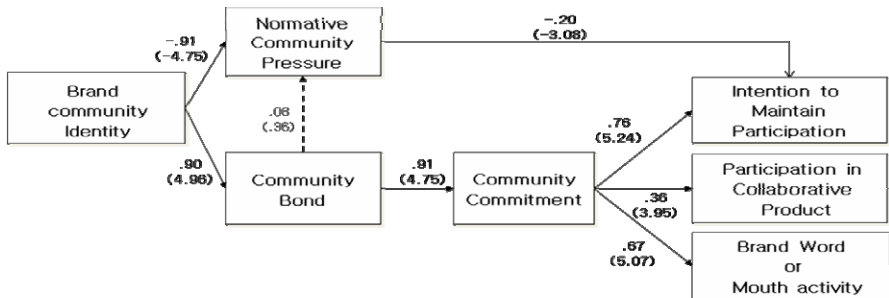 -.91
(-4.75)
Normative
Community
Pressure
-.20
(-3.08)
Brand
community
Identity
.08
(.36)
Intention to
Maintain
Participation
.76
(5.24)
.90
(4.96)
Community
Bond
.91
(4.75)
Community
Commitment
.36
(3.95)
Participation in
Collaborative
Product
.67
(5.07)
Brand Word
or
Mouth activity